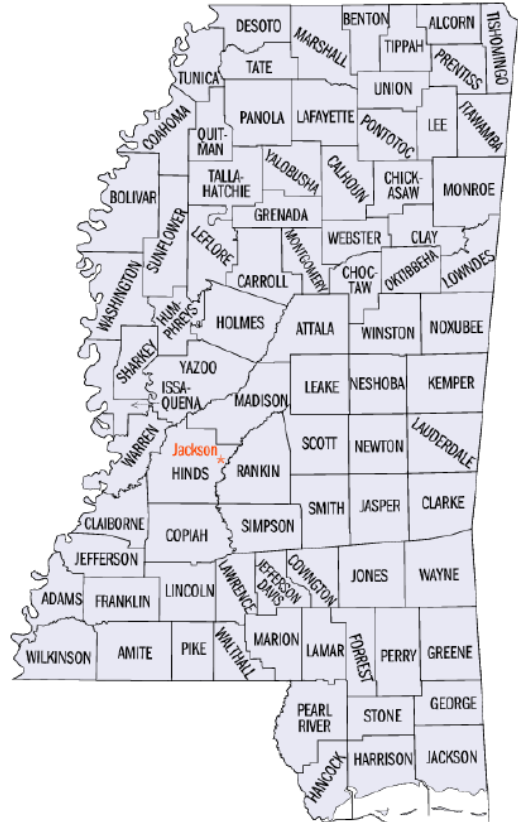 DESOTO
MARSHALL
BENTON
TIPPAH
ALCORN
TISHOMINGO
TUNICA
TATE
PRENTISS
UNION
COAHOMA
QUIT-
MAN
PANOLA
LAFAYETTE
PONTOTOC
LEE
ITAWAMBA
BOLIVAR
TALLA-
HATCHIE
YALOBUSHA
CALHOUN
CHICK-
ASAW
MONROE
SUNFLOWER
LEFLORE
GRENADA
MONTGOMERY
WEBSTER
CLAY
WASHINGTON
CARROLL
CHOC-
TAW
OKTIBBEHA
LOWNDES
HUM-
PHREYS
HOLMES
ATTALA
WINSTON
NOXUBEE
SHARKEY
YAZOO
ISSA-
QUENA
MADISON
LEAKE
NESHOBA
KEMPER
WARREN
Jackson
*
HINDS
RANKIN
SCOTT
NEWTON
LAUDERDALE
CLAIBORNE
COPIAH
SIMPSON
SMITH
JASPER
CLARKE
JEFFERSON
ADAMS
FRANKLIN
LINCOLN
LAWRENCE
JEFFERSON
DAVIS
COVINGTON
JONES
WAYNE
WILKINSON
AMITE
PIKE
WALTHALL
MARION
LAMAR
FORREST
PERRY
GREENE
PEARL
RIVER
STONE
GEORGE
HANCOCK
HARRISON
JACKSON